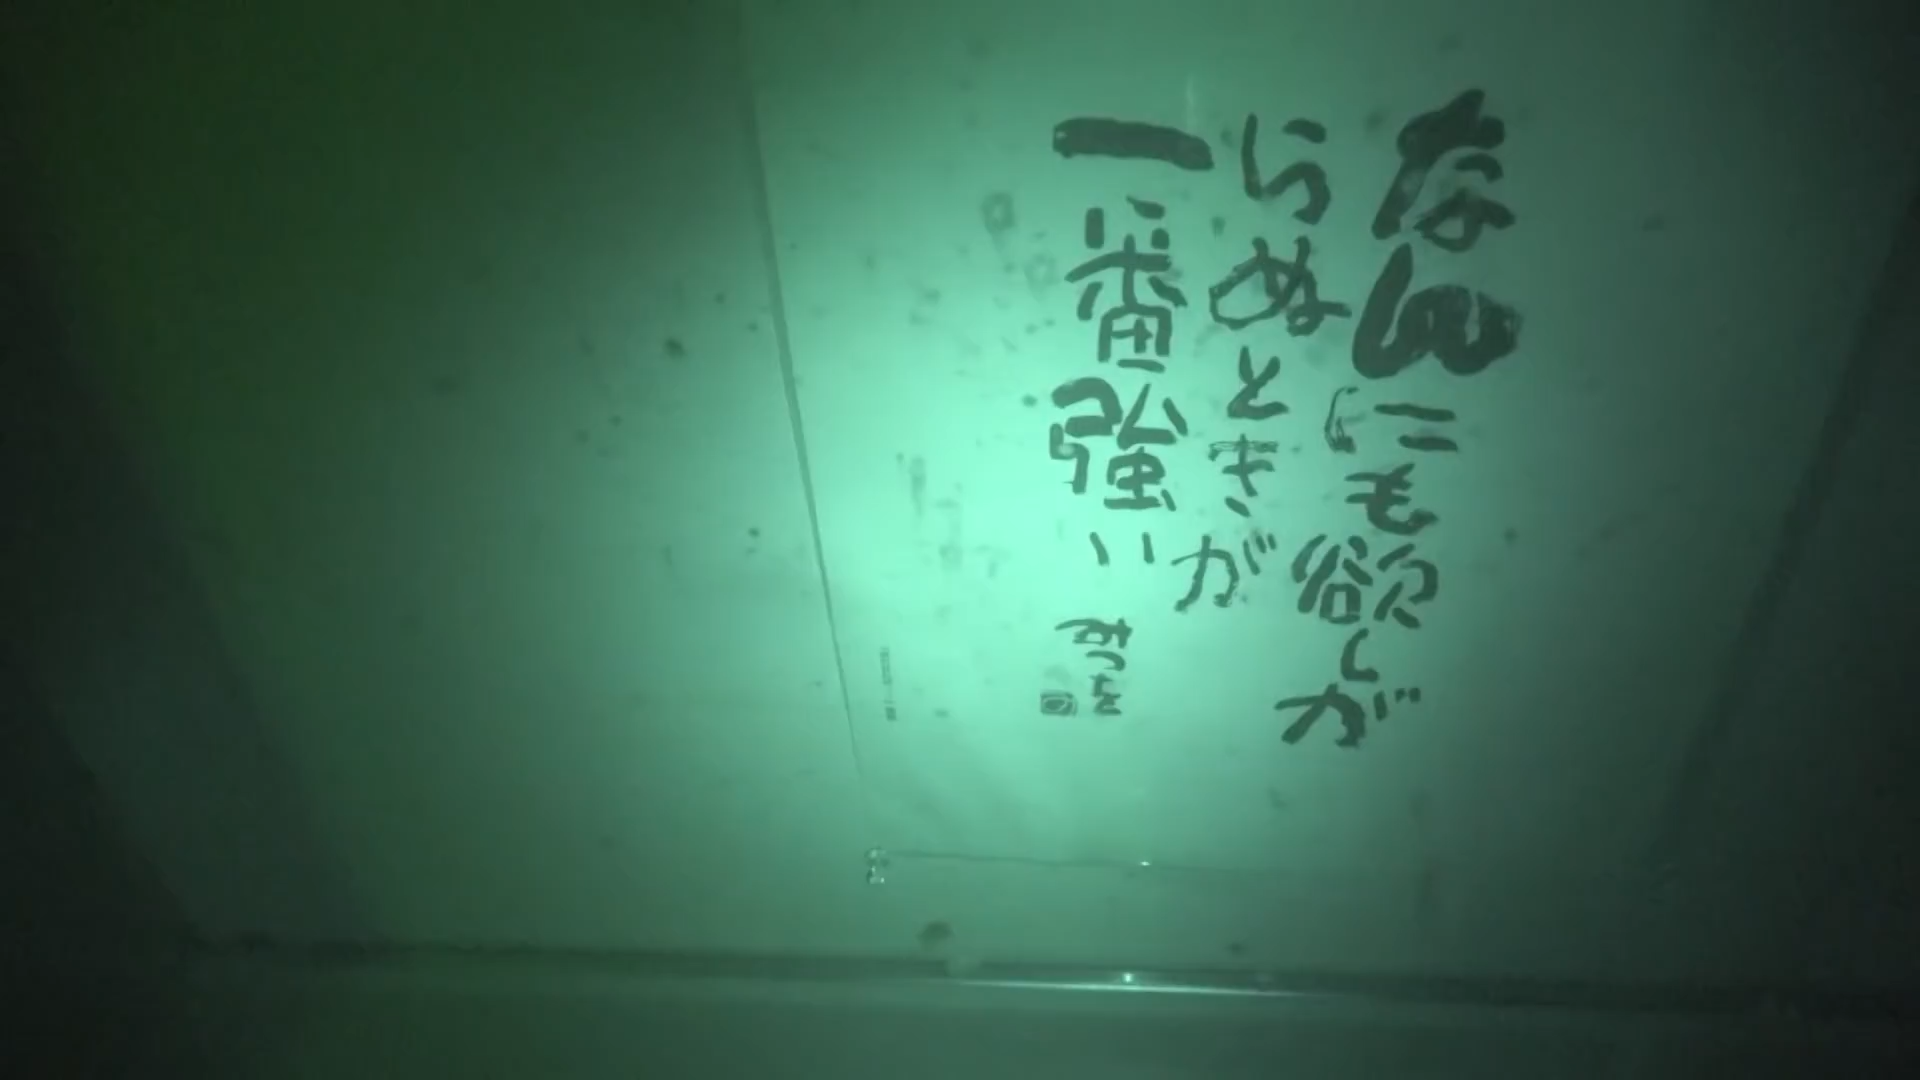 なんにも欲しが
らぬときが
一番強い
みつを